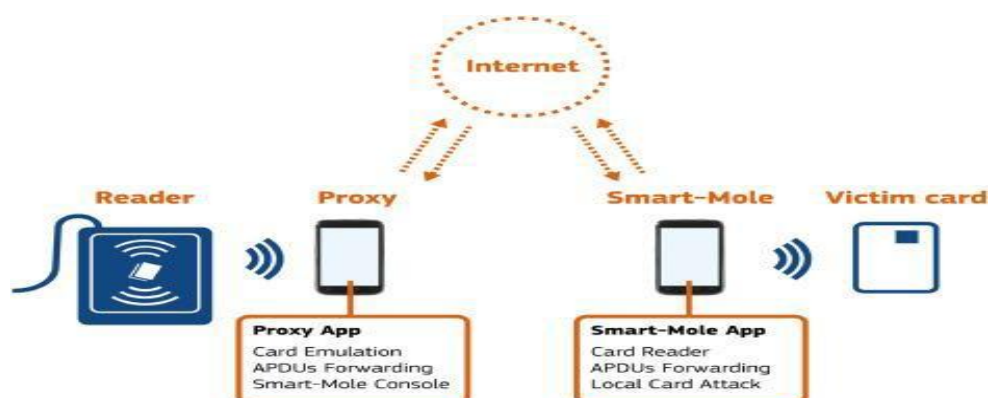 Internet
Reader
Proxy
Smart-Mole
Victim card
Proxy App
Card Emulation
APDUs Forwarding
Smart-Mole Console
Smart-Mole App
Card Reader
APDUs Forwarding
Local Card Attack